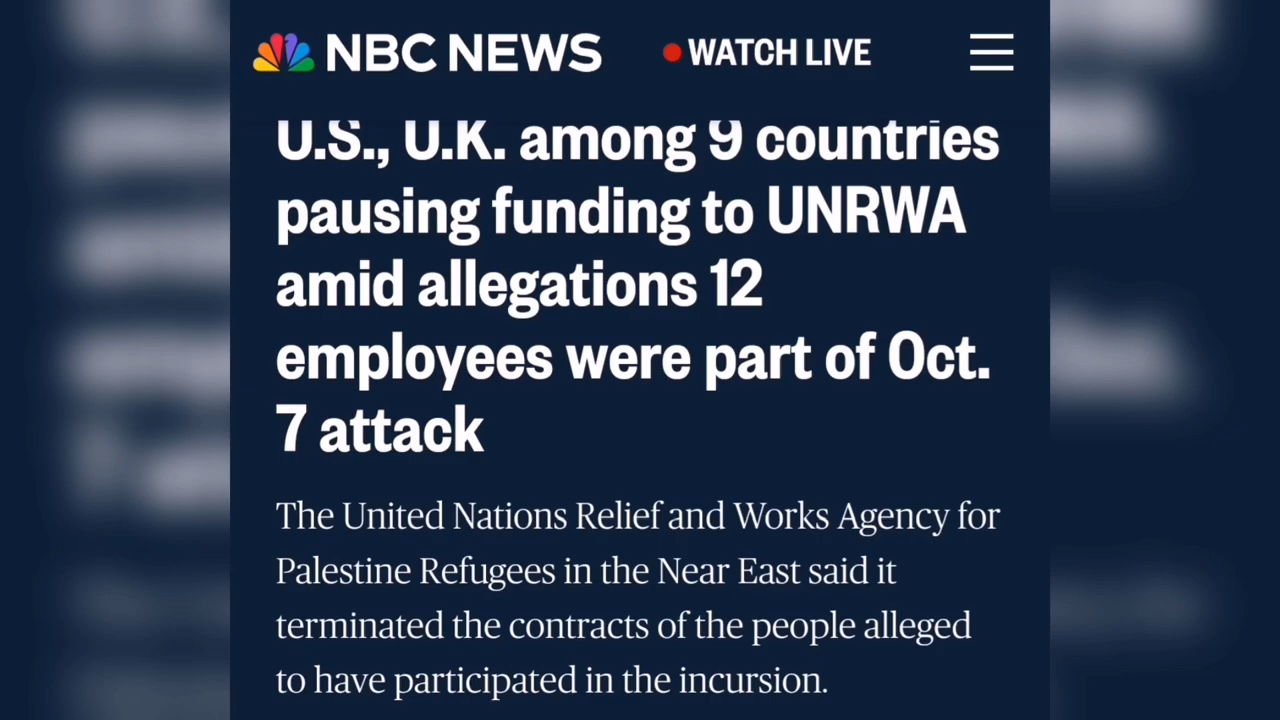 NBC NEWS
WATCH LIVE
U.S., U.K. among 9 countries
pausing funding to UNRWA
amid allegations 12
employees were part of Oct.
7 attack
The United Nations Relief and Works Agency for
Palestine Refugees in the Near East said it
terminated the contracts of the people alleged
to have participated in the incursion.